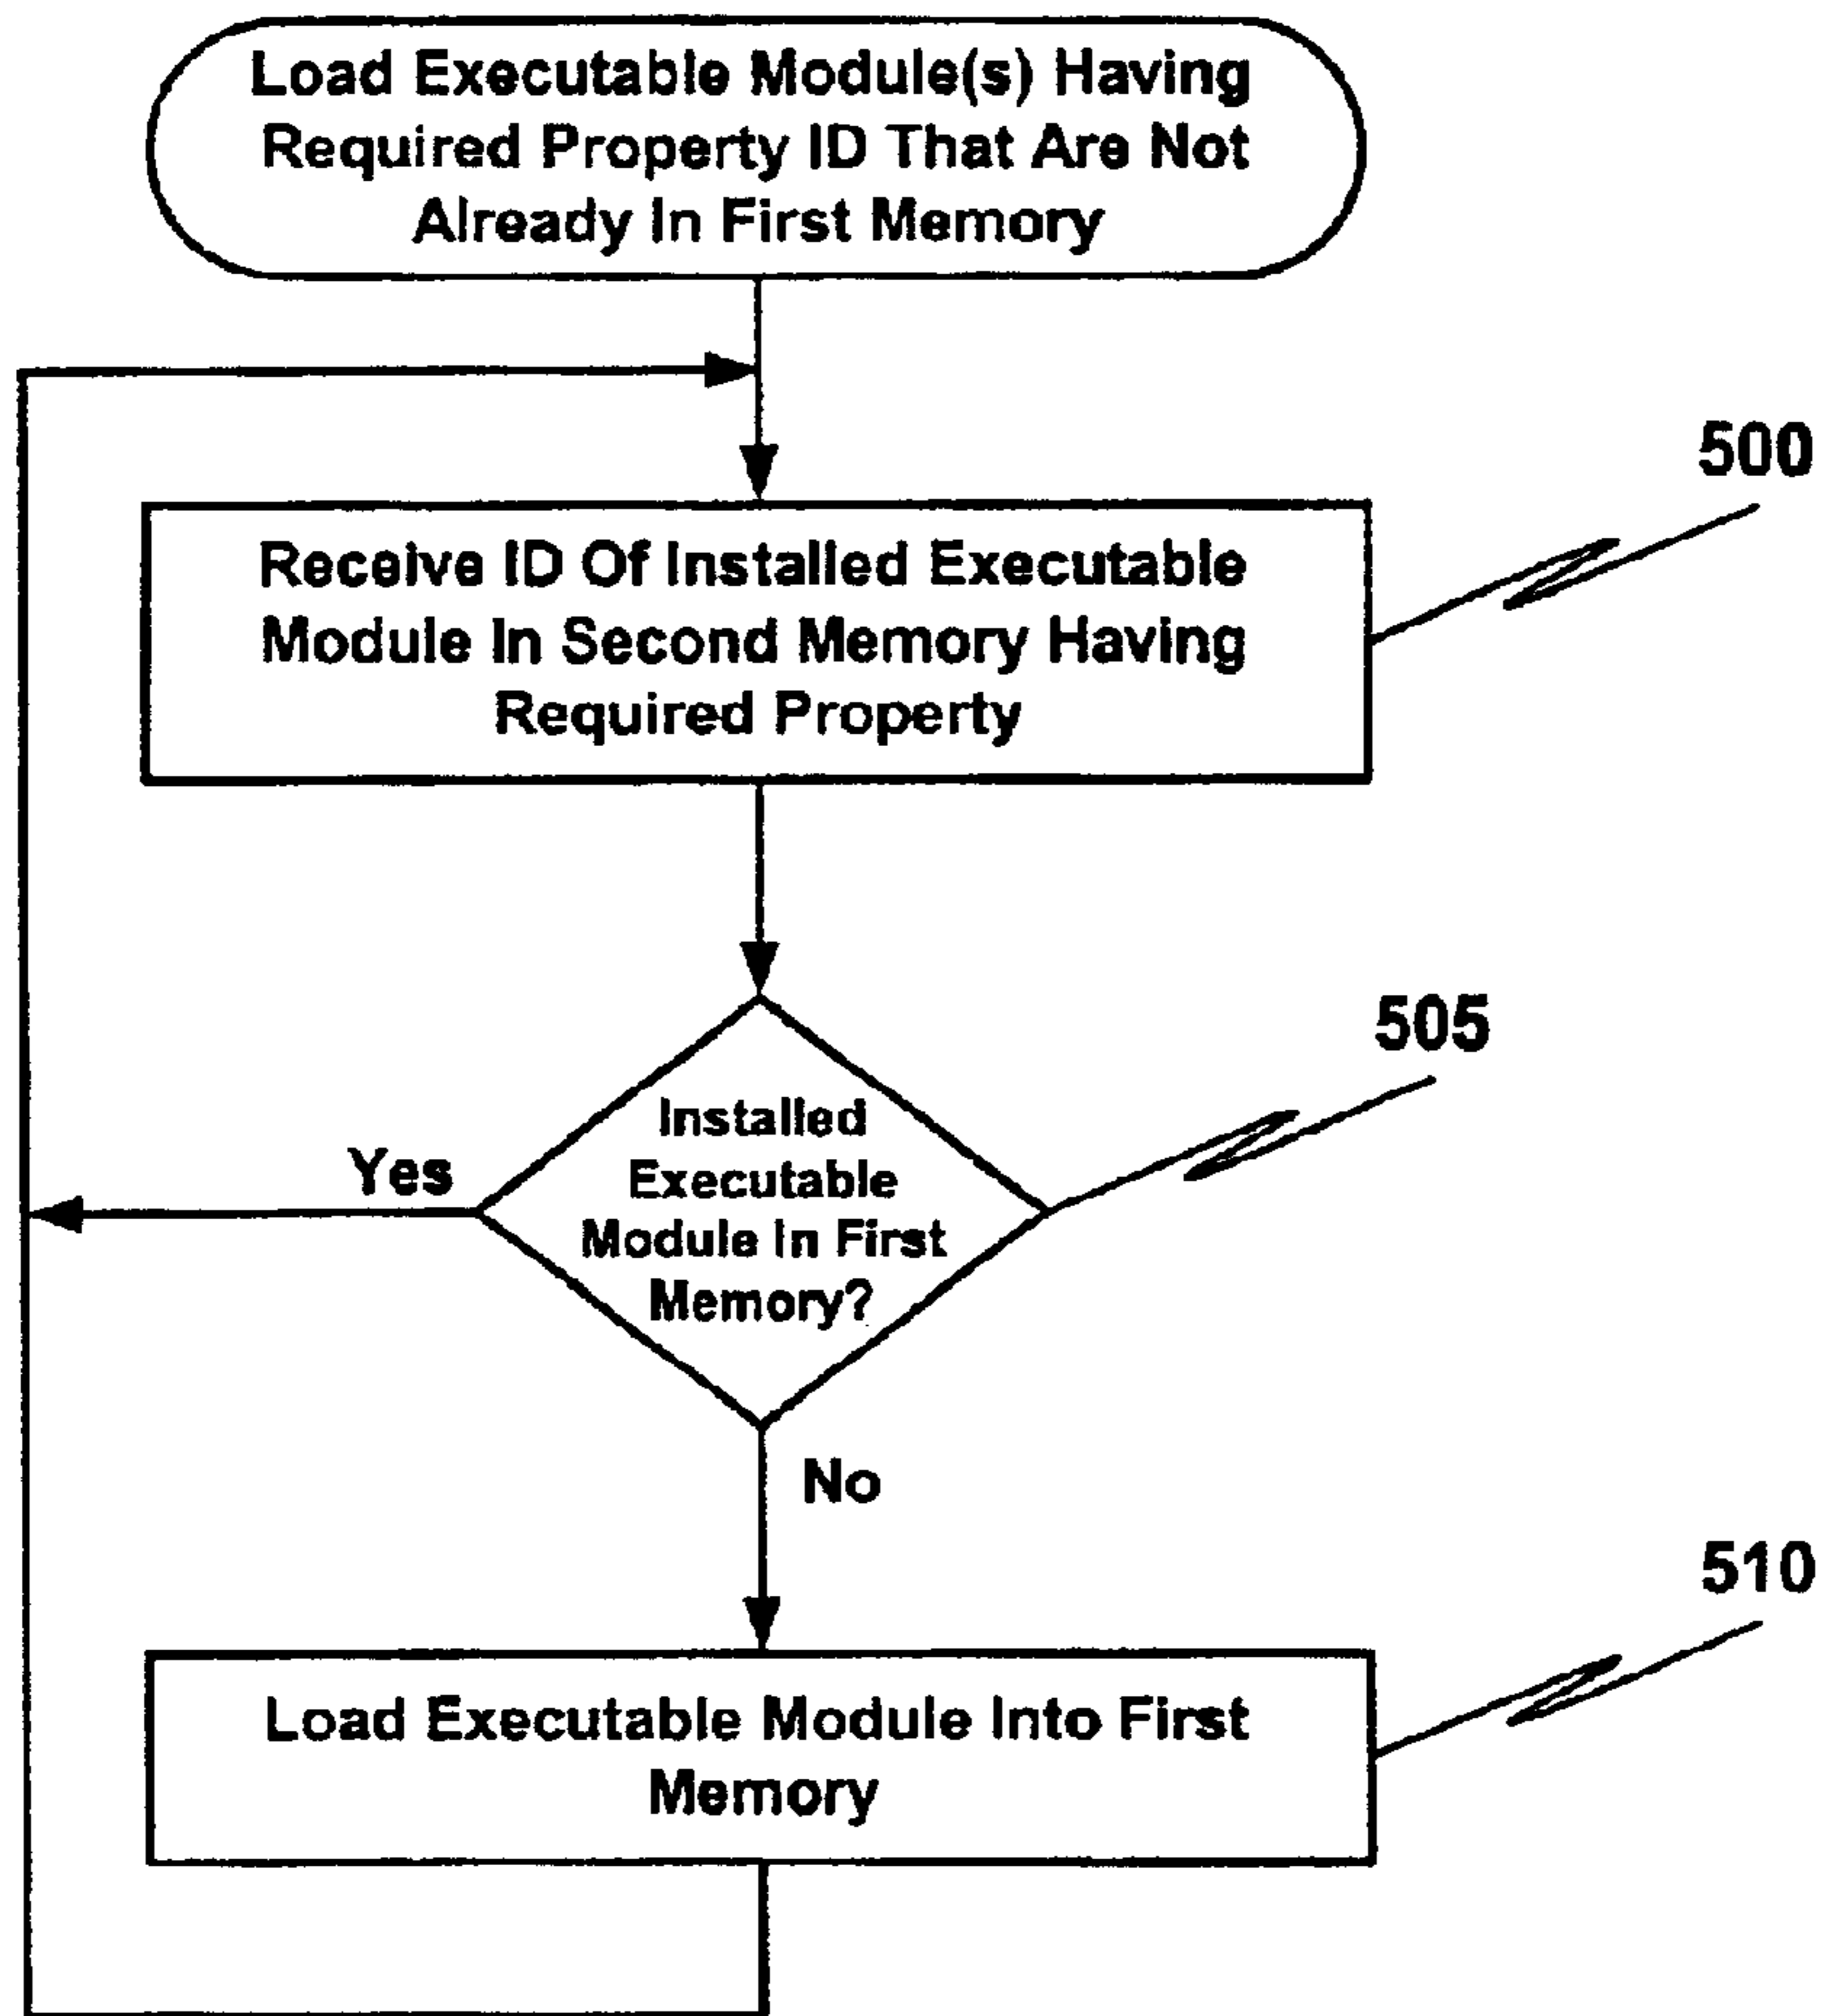 Load Executable Module(s) Having
Required Property ID That Are Not
Already In First Memory
500
Receive ID Of Installed Executable
Module In Second Memory Having
Required Property
505
Installed
Executable
Module In First
Memory?
Yes
No
510
Load Executable Module Into First
Memory